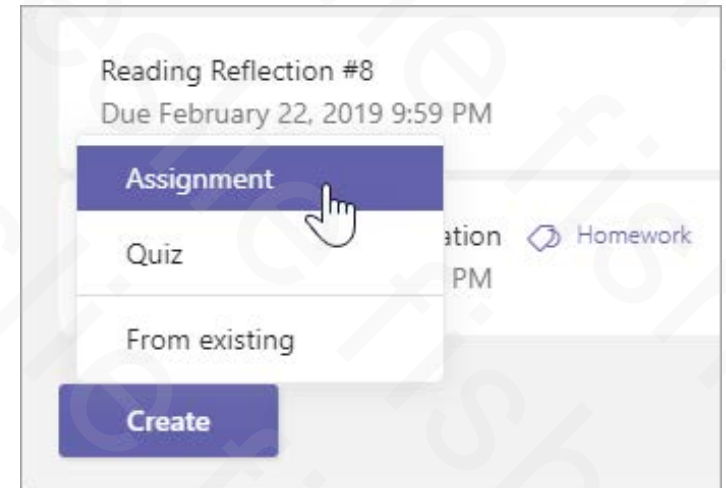 Reading Reflection #8
Due February 22, 2019 9:59 PM
Assignment
ation Homework
Quiz
PM
From existing
Create